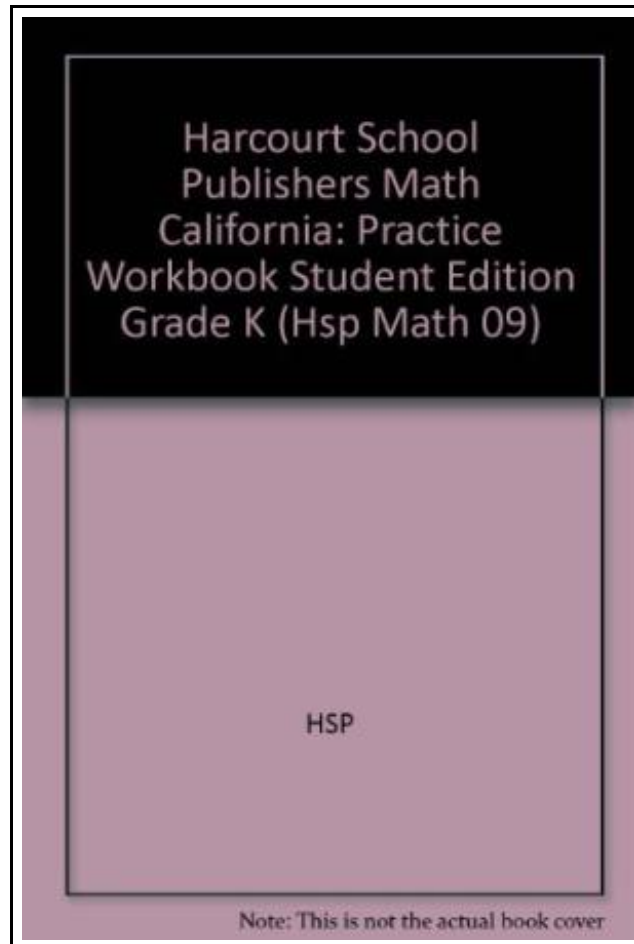 Harcourt School
Publishers Math
California: Practice
Workbook Student Edition
Grade K (Hsp Math 09)
HSP
Note: This is not the actual book cover